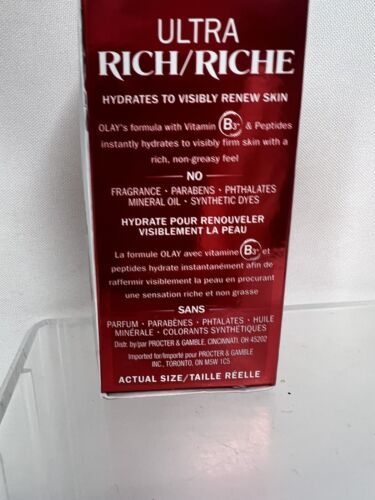 ULTRA
RICH/RICHE
HYDRATES TO VISIBLY RENEW SKIN
OLAY's formula with Vitamin B3+ & Peptides
instantly hydrates to visibly firm skin with a
rich, non-greasy feel
NO
FRAGRANCE · PARABENS · PHTHALATES
MINERAL OIL · SYNTHETIC DYES
HYDRATE POUR RENOUVELER
VISIBLEMENT LA PEAU
La formule OLAY avec vitamine B3+ et
peptides hydrate instantanément afin de
raffermir visiblement la peau en procurant
une sensation riche et non grasse
SANS
PARFUM · PARABÈNES · PHTALATES · HUILE
MINÉRALE · COLORANTS SYNTHÉTIQUES
Distr. by/par PROCTER & GAMBLE, CINCINNATI, OH 45202
Imported for/Importé pour PROCTER & GAMBLE
INC., TORONTO, ON M5W 1C5
ACTUAL SIZE/TAILLE RÉELLE